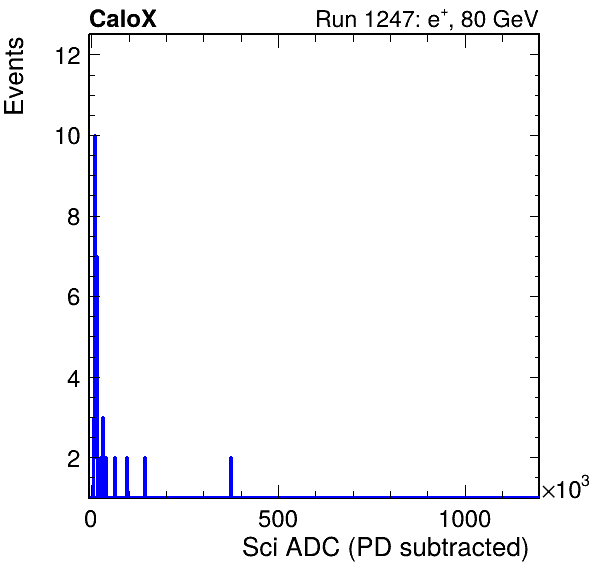 CaloX Run 1247: e⁺, 80 GeV
Events
12
10
8
6
4
2
0 500 1000 ×10³
Sci ADC (PD subtracted)